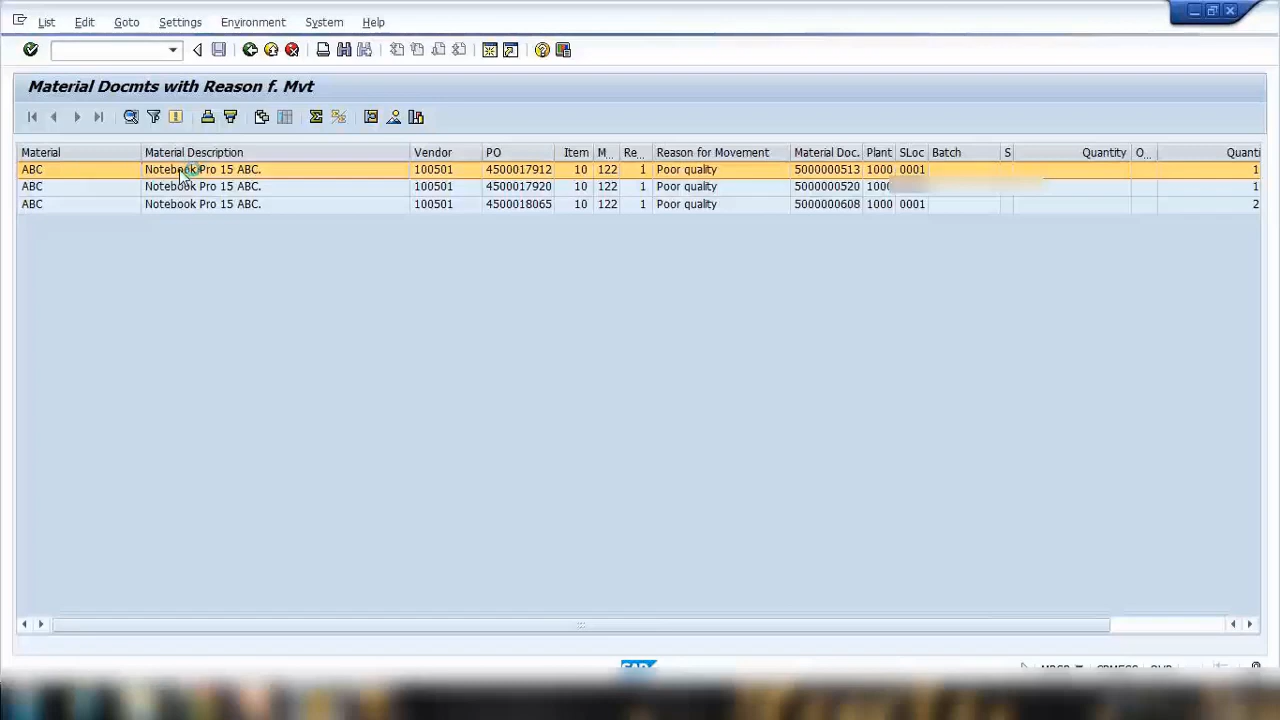 List Edit Goto Settings Environment System Help
Material Docmts with Reason f. Mvt
Material Material Description Vendor PO Item M.. Re... Reason for Movement Material Doc. Plant SLoc Batch S Quantity O... Quanti
ABC Notebook Pro 15 ABC. 100501 4500017912 10 122 1 Poor quality 5000000513 1000 0001 1
ABC Notebook Pro 15 ABC. 100501 4500017920 10 122 1 Poor quality 5000000520 1000 1
ABC Notebook Pro 15 ABC. 100501 4500018065 10 122 1 Poor quality 5000000608 1000 0001 2
SAP